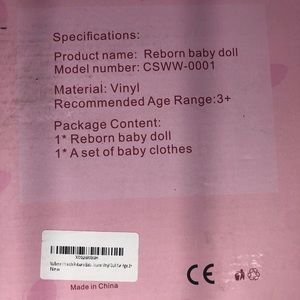 Specifications:
Product name: Reborn baby doll
Model number: CSWW-0001
Material: Vinyl
Recommended Age Range:3+
Package Content:
1* Reborn baby doll
1* A set of baby clothes
New
Made in China
CE